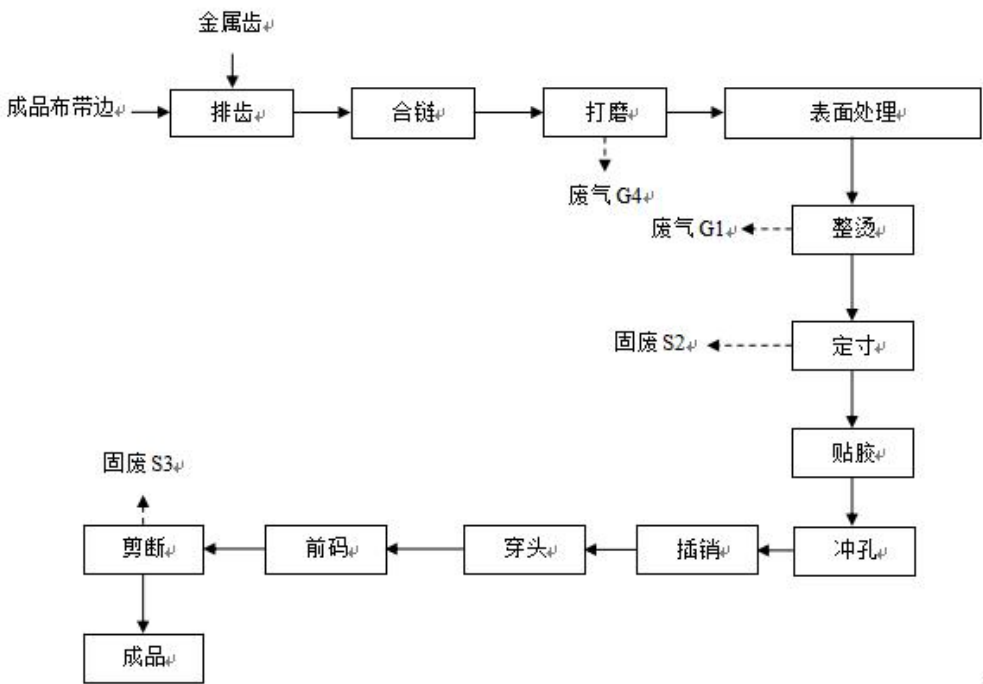 金属齿
成品布带边
排齿
合链
打磨
表面处理
废气 G4
废气 G1
整烫
固废 S2
定寸
贴胶
固废 S3
剪断
前码
穿头
插销
冲孔
成品